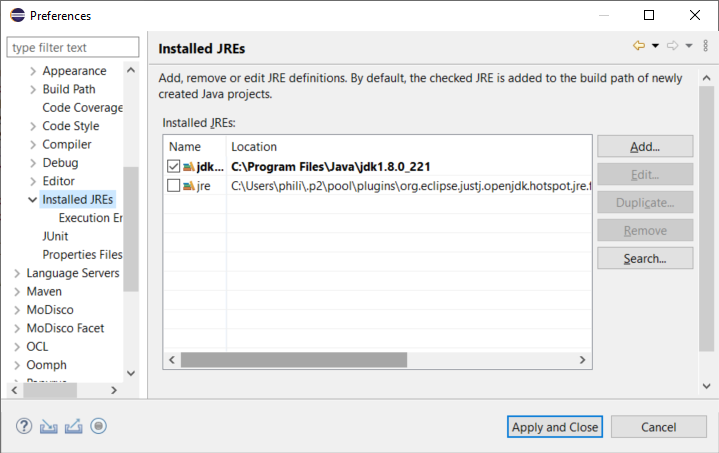 Preferences
type filter text
Appearance
Build Path
Code Coverage
Code Style
Compiler
Debug
Editor
Installed JREs
Execution En
JUnit
Properties Files
Language Servers
Maven
MoDisco
MoDisco Facet
OCL
Oomph
Papyrus
Installed JREs
Add, remove or edit JRE definitions. By default, the checked JRE is added to the build path of newly
created Java projects.
Installed JREs:
Name Location
jdk... C:\Program Files\Java\jdk1.8.0_221
jre C:\Users\phili\.p2\pool\plugins\org.eclipse.justj.openjdk.hotspot.jre.f
Add...
Edit...
Duplicate...
Remove
Search...
Apply and Close
Cancel